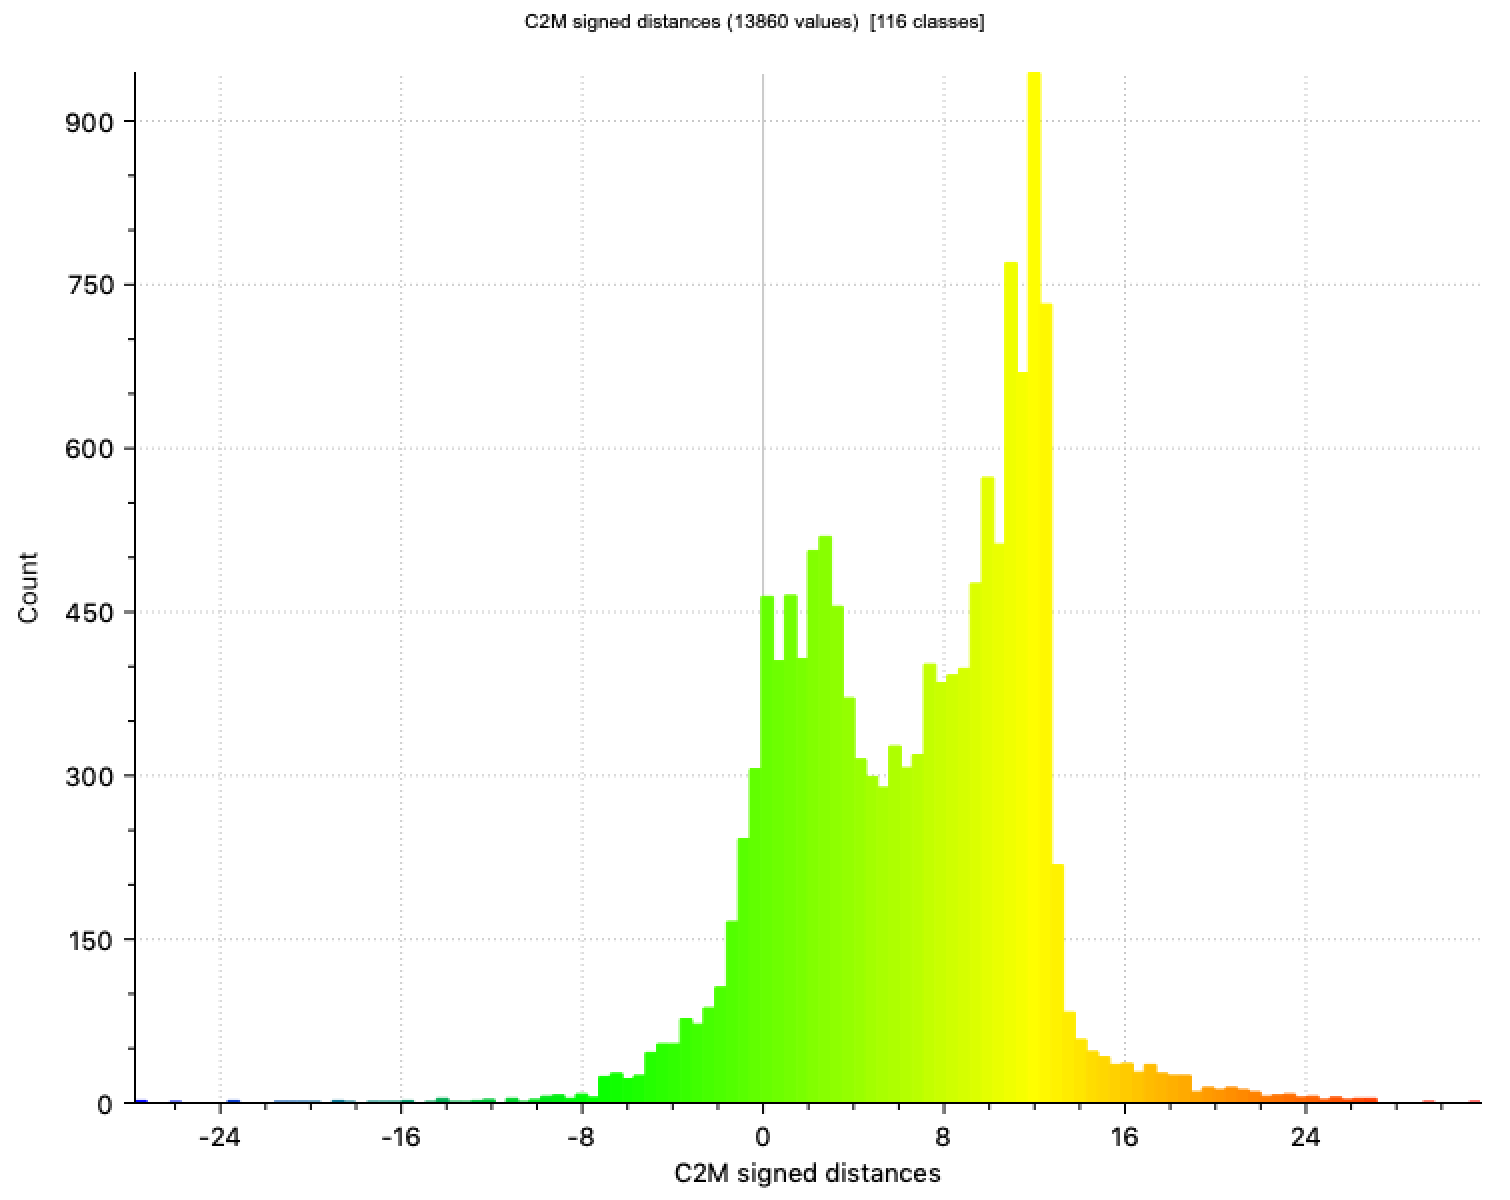 C2M signed distances (13860 values) [116 classes]
900
750
600
450
300
150
0
Count
-24 -16 -8 0 8 16 24
C2M signed distances